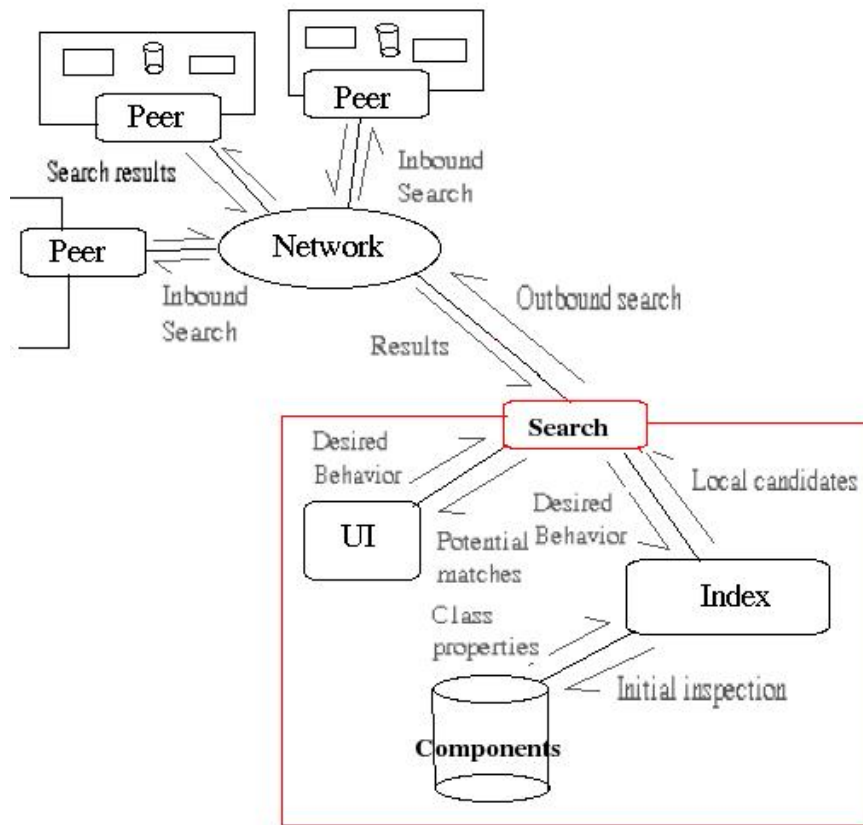 Peer
Peer
Search results
Inbound
Search
Peer
Network
Inbound
Search
Outbound search
Results
Search
Desired
Behavior
Local candidates
UI
Potential
matches
Desired
Behavior
Index
Class
properties
Initial inspection
Components